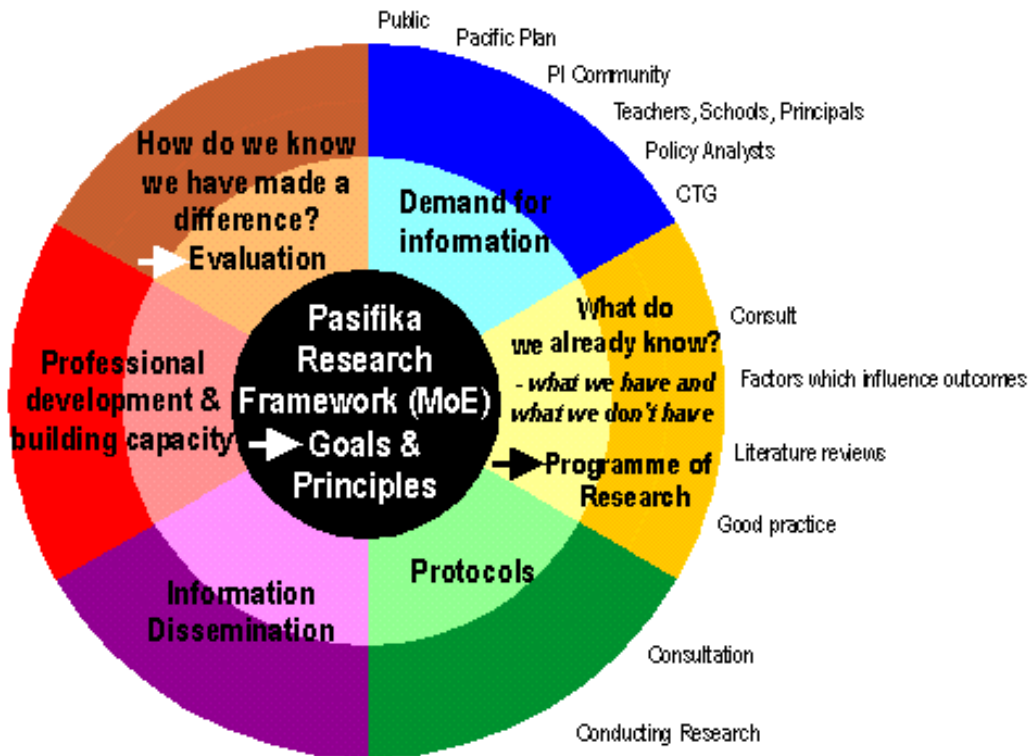 Public
Pacific Plan
PI Community
Teachers, Schools, Principals
Policy Analysts
CTG
How do we know
we have made a
difference?
Evaluation
Demand for
information
What do
we already know?
- what we have and
what we don't have
Programme of
Research
Consult
Factors which influence outcomes
Literature reviews
Good practice
Pasifika
Research
Framework (MoE)
Goals &
Principles
Professional
development &
building capacity
Information
Dissemination
Protocols
Consultation
Conducting Research